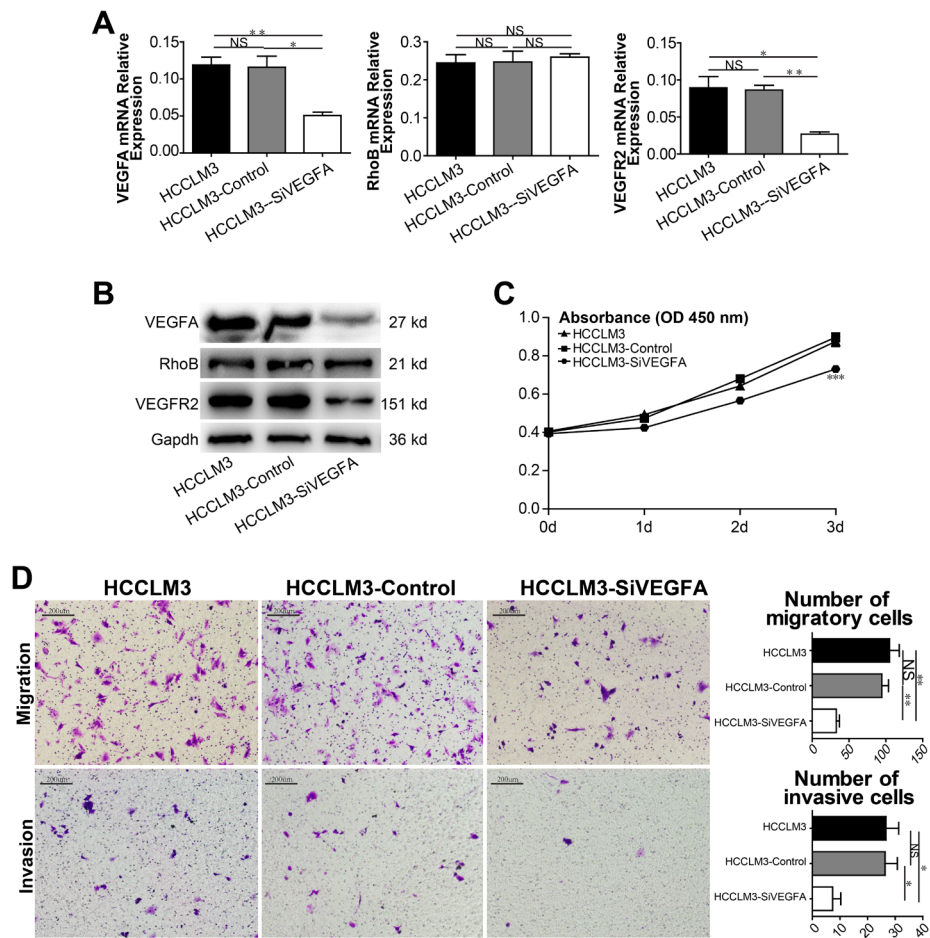 A
VEGFA mRNA Relative
Expression
0.15
0.10
0.05
0.00
**
NS
*
HCCLM3
HCCLM3-Control
HCCLM3--SiVEGFA
RhoB mRNA Relative
Expression
0.3
0.2
0.1
0.0
NS
NS
NS
HCCLM3
HCCLM3-Control
HCCLM3--SiVEGFA
VEGFR2 mRNA Relative
Expression
0.15
0.10
0.05
0.00
*
NS
**
HCCLM3
HCCLM3-Control
HCCLM3--SiVEGFA
B
VEGFA 27 kd
RhoB 21 kd
VEGFR2 151 kd
Gapdh 36 kd
HCCLM3
HCCLM3-Control
HCCLM3-SiVEGFA
C
Absorbance (OD 450 nm)
HCCLM3
HCCLM3-Control
HCCLM3-SiVEGFA
1.0
0.8
0.6
0.4
0.2
0.0
***
0d 1d 2d 3d
D
HCCLM3 HCCLM3-Control HCCLM3-SiVEGFA
Migration
200um 200um 200um
Invasion
200um 200um 200um
Number of
migratory cells
HCCLM3
HCCLM3-Control
HCCLM3-SiVEGFA
NS
**
**
0 50 100 150
Number of
invasive cells
HCCLM3
HCCLM3-Control
HCCLM3-SiVEGFA
NS
*
*
0 10 20 30 40